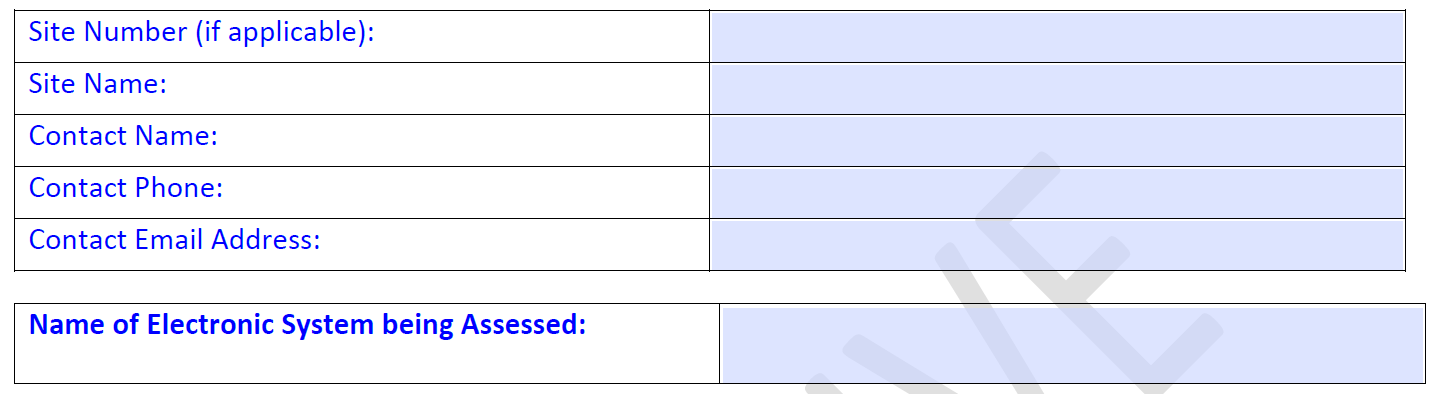 Site Number (if applicable):
Site Name:
Contact Name:
Contact Phone:
Contact Email Address:
Name of Electronic System being Assessed:
VE